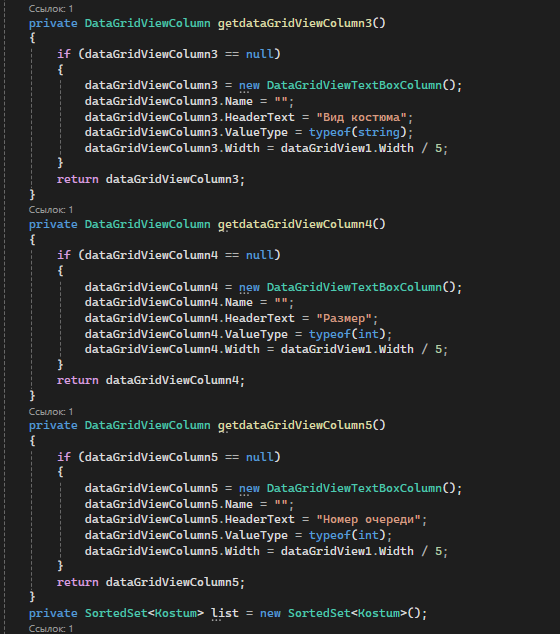 Ссылок: 1
private DataGridViewColumn getdataGridViewColumn3()
{
if (dataGridViewColumn3 == null)
{
dataGridViewColumn3 = new DataGridViewTextBoxColumn();
dataGridViewColumn3.Name = "";
dataGridViewColumn3.HeaderText = "Вид костюма";
dataGridViewColumn3.ValueType = typeof(string);
dataGridViewColumn3.Width = dataGridView1.Width / 5;
}
return dataGridViewColumn3;
}
Ссылок: 1
private DataGridViewColumn getdataGridViewColumn4()
{
if (dataGridViewColumn4 == null)
{
dataGridViewColumn4 = new DataGridViewTextBoxColumn();
dataGridViewColumn4.Name = "";
dataGridViewColumn4.HeaderText = "Размер";
dataGridViewColumn4.ValueType = typeof(int);
dataGridViewColumn4.Width = dataGridView1.Width / 5;
}
return dataGridViewColumn4;
}
Ссылок: 1
private DataGridViewColumn getdataGridViewColumn5()
{
if (dataGridViewColumn5 == null)
{
dataGridViewColumn5 = new DataGridViewTextBoxColumn();
dataGridViewColumn5.Name = "";
dataGridViewColumn5.HeaderText = "Номер очереди";
dataGridViewColumn5.ValueType = typeof(int);
dataGridViewColumn5.Width = dataGridView1.Width / 5;
}
return dataGridViewColumn5;
}
private SortedSet<Kostum> list = new SortedSet<Kostum>();
Ссылок: 1